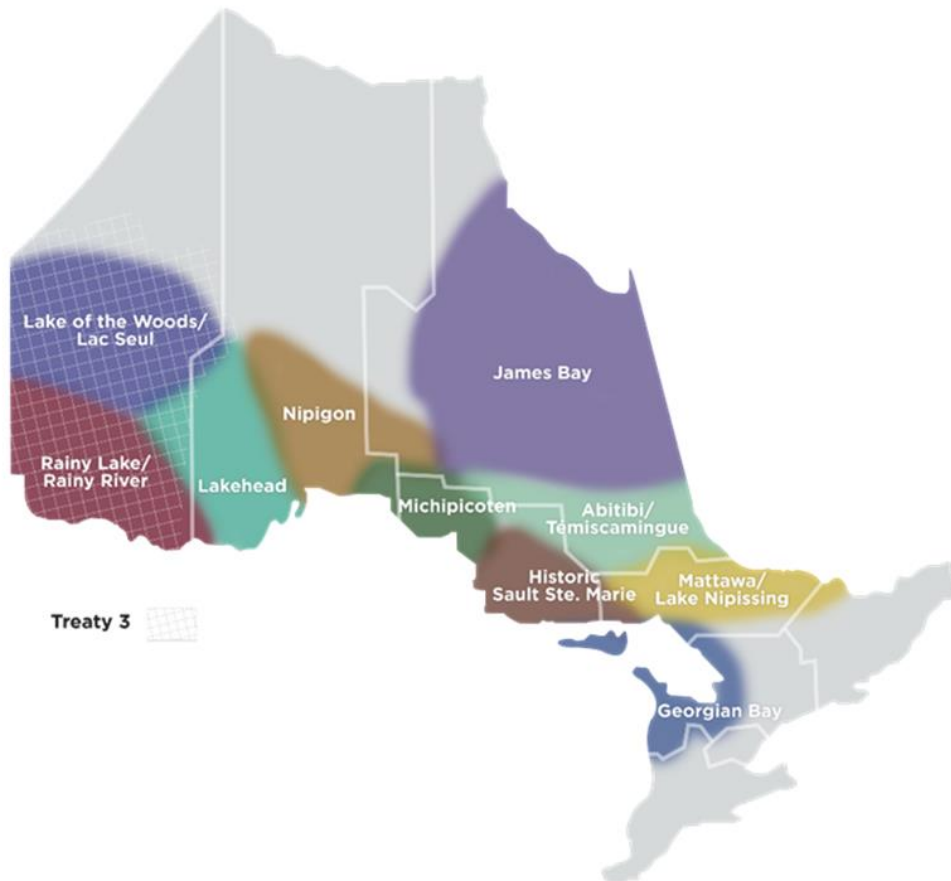 Lake of the Woods/
Lac Seul
James Bay
Nipigon
Rainy Lake/
Rainy River
Lakehead
Michipicoten
Abitibi/
Témiscamingue
Historic
Sault Ste. Marie
Mattawa/
Lake Nipissing
Treaty 3
Georgian Bay